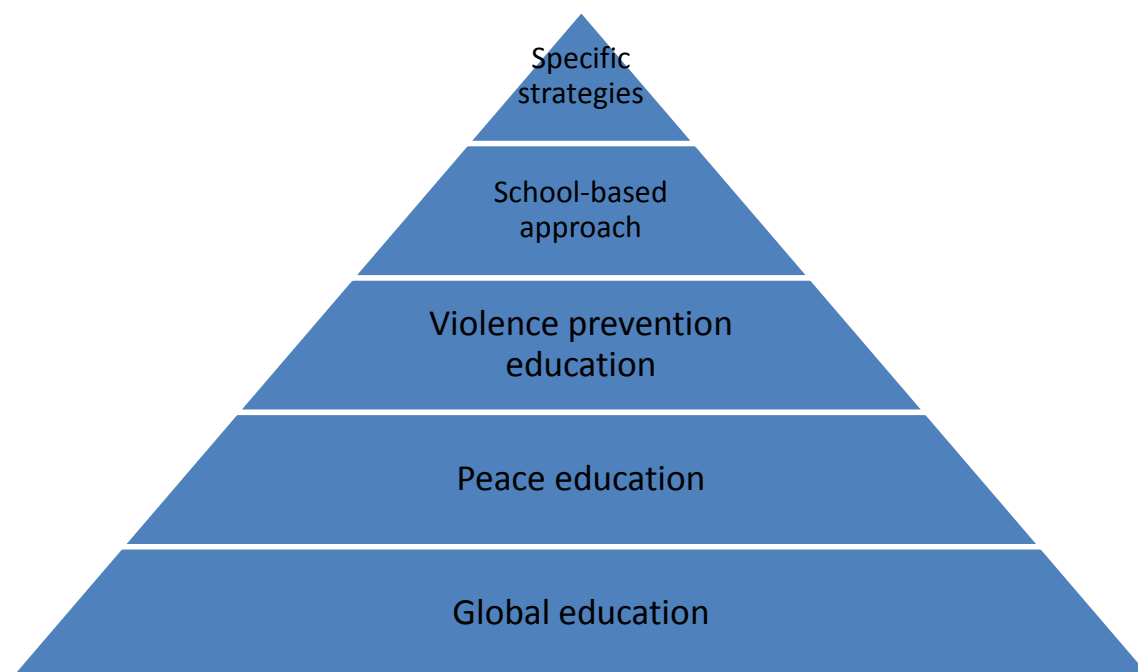 Specific
strategies
School-based
approach
Violence prevention
education
Peace education
Global education